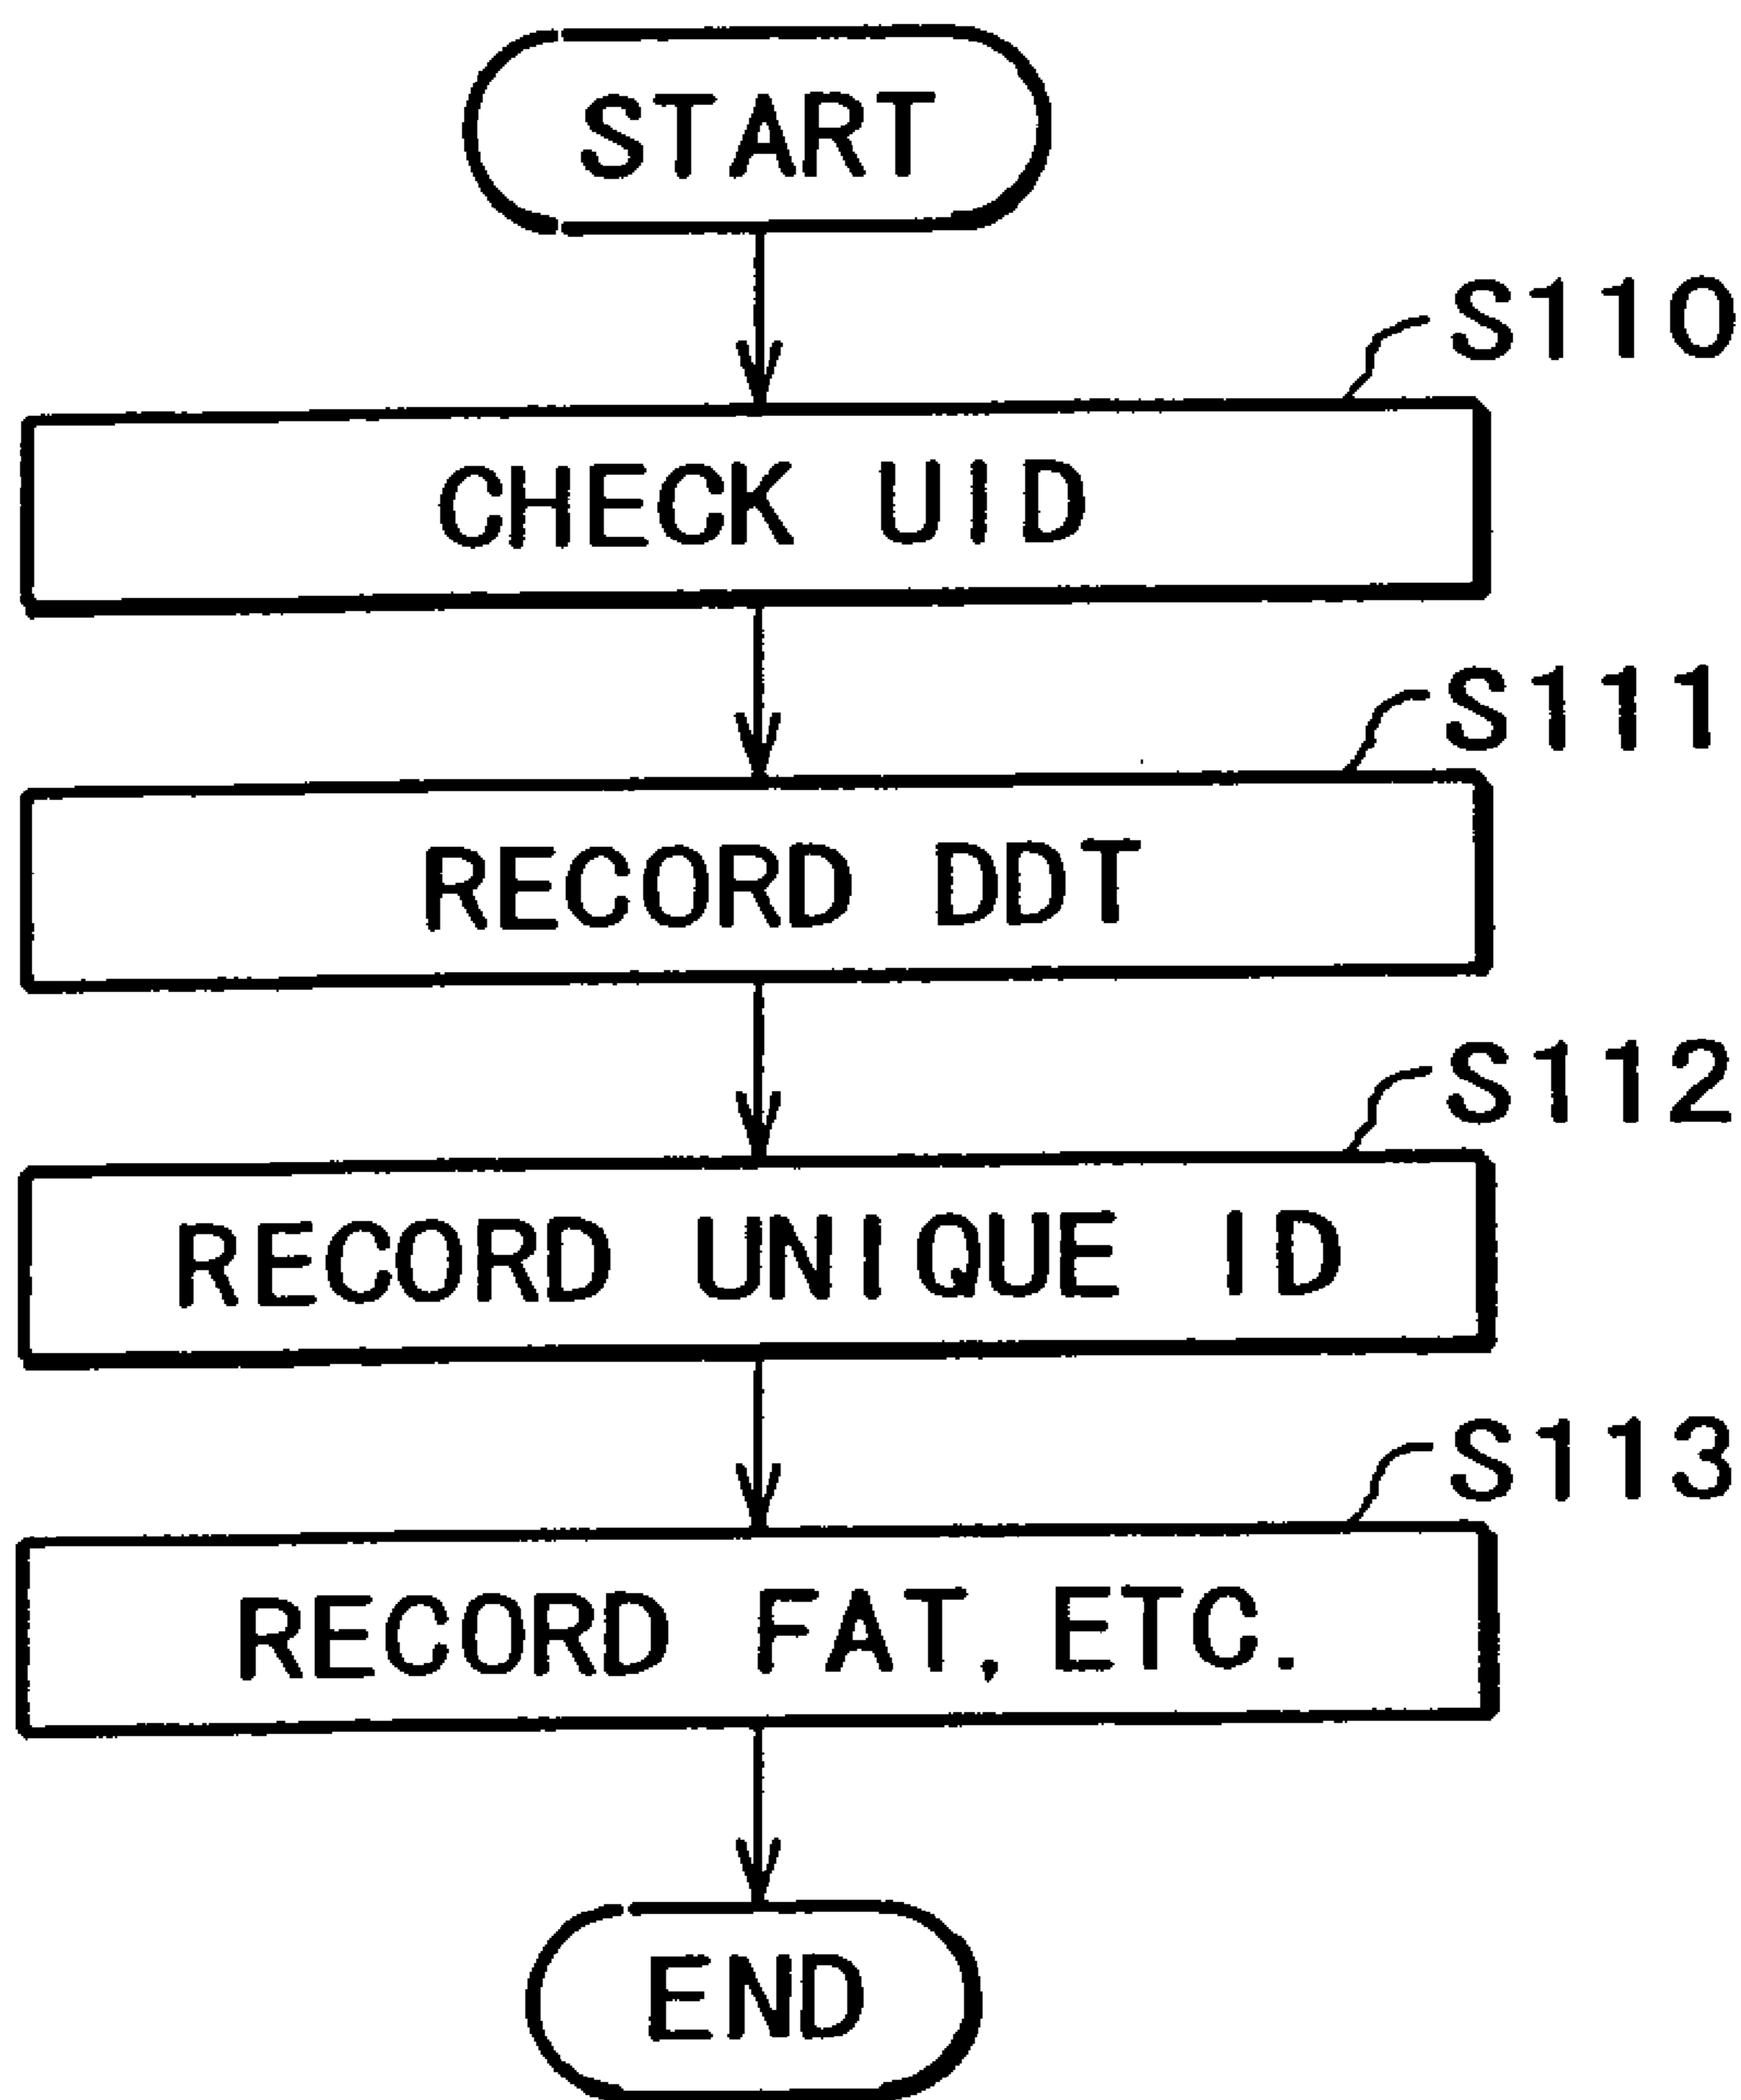 START
S110
CHECK UID
S111
RECORD DDT
S112
RECORD UNIQUE ID
S113
RECORD FAT, ETC.
END